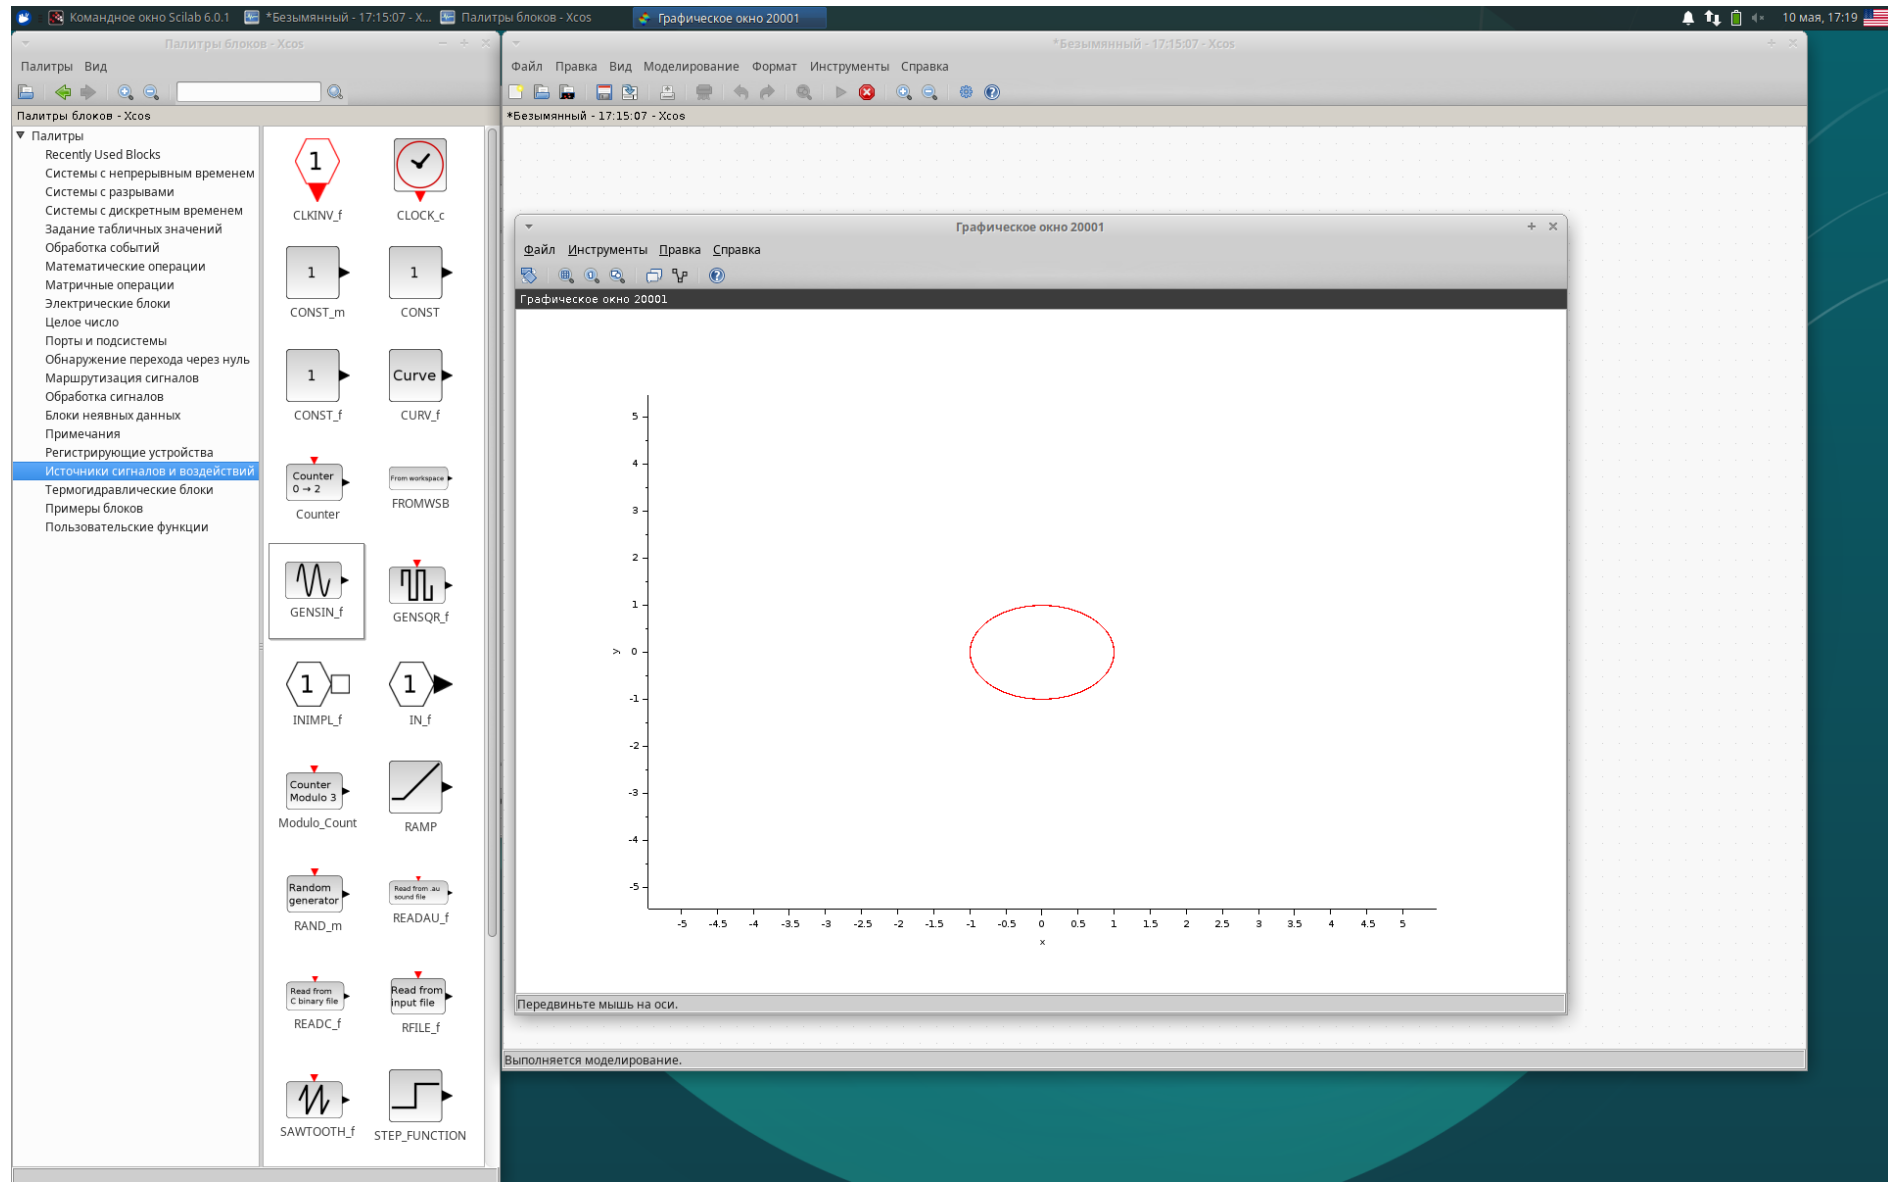 Командное окно Scilab 6.0.1
*Безымянный - 17:15:07 - X...
Палитры блоков - Xcos
Графическое окно 20001
10 мая, 17:19
Палитры блоков - Xcos
Палитры Вид
Палитры блоков - Xcos
Палитры
Recently Used Blocks
Системы с непрерывным временем
Системы с разрывами
Системы с дискретным временем
Задание табличных значений
Обработка событий
Математические операции
Матричные операции
Электрические блоки
Целое число
Порты и подсистемы
Обнаружение перехода через нуль
Маршрутизация сигналов
Обработка сигналов
Блоки неявных данных
Примечания
Регистрирующие устройства
Источники сигналов и воздействий
Термогидравлические блоки
Примеры блоков
Пользовательские функции
1
CLKINV_f CLOCK_c
1 1
CONST_m CONST
1 Curve
CONST_f CURV_f
Counter
0 → 2
From workspace
Counter FROMWSB
GENSIN_f GENSQR_f
1 1
INIMPL_f IN_f
Counter
Modulo 3
Modulo_Count RAMP
Random
generator
Read from .au
sound file
RAND_m READAU_f
Read from
C binary file
Read from
input file
READC_f RFILE_f
SAWTOOTH_f STEP_FUNCTION
*Безымянный - 17:15:07 - Xcos
Файл Правка Вид Моделирование Формат Инструменты Справка
*Безымянный - 17:15:07 - Xcos
Графическое окно 20001
Файл Инструменты Правка Справка
Графическое окно 20001
5
4
3
2
1
y 0
-1
-2
-3
-4
-5
-5 -4.5 -4 -3.5 -3 -2.5 -2 -1.5 -1 -0.5 0 0.5 1 1.5 2 2.5 3 3.5 4 4.5 5
x
Передвиньте мышь на оси.
Выполняется моделирование.